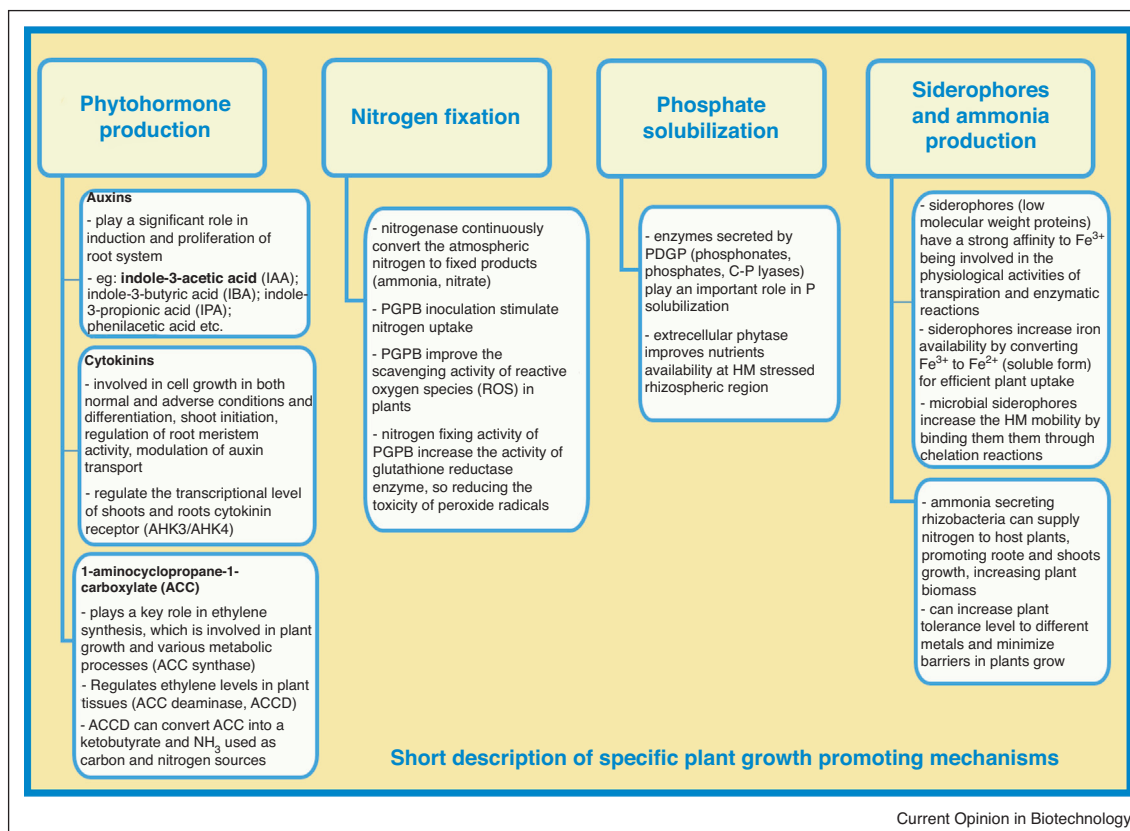 Phytohormone
production
Auxins
- play a significant role in
induction and proliferation of
root system
- eg: indole-3-acetic acid (IAA);
indole-3-butyric acid (IBA); indole-
3-propionic acid (IPA);
phenilacetic acid etc.
Cytokinins
- involved in cell growth in both
normal and adverse conditions and
differentiation, shoot initiation,
regulation of root meristem
activity, modulation of auxin
transport
- regulate the transcriptional level
of shoots and roots cytokinin
receptor (AHK3/AHK4)
1-aminocyclopropane-1-
carboxylate (ACC)
- plays a key role in ethylene
synthesis, which is involved in plant
growth and various metabolic
processes (ACC synthase)
- Regulates ethylene levels in plant
tissues (ACC deaminase, ACCD)
- ACCD can convert ACC into a
ketobutyrate and NH3 used as
carbon and nitrogen sources
Nitrogen fixation
- nitrogenase continuously
convert the atmospheric
nitrogen to fixed products
(ammonia, nitrate)
- PGPB inoculation stimulate
nitrogen uptake
- PGPB improve the
scavenging activity of reactive
oxygen species (ROS) in
plants
- nitrogen fixing activity of
PGPB increase the activity of
glutathione reductase
enzyme, so reducing the
toxicity of peroxide radicals
Phosphate
solubilization
- enzymes secreted by
PDGP (phosphonates,
phosphates, C-P lyases)
play an important role in P
solubilization
- extrecellular phytase
improves nutrients
availability at HM stressed
rhizospheric region
Siderophores
and ammonia
production
- siderophores (low
molecular weight proteins)
have a strong affinity to Fe3+
being involved in the
physiological activities of
transpiration and enzymatic
reactions
- siderophores increase iron
availability by converting
Fe3+ to Fe2+ (soluble form)
for efficient plant uptake
- microbial siderophores
increase the HM mobility by
binding them them through
chelation reactions
- ammonia secreting
rhizobacteria can supply
nitrogen to host plants,
promoting roote and shoots
growth, increasing plant
biomass
- can increase plant
tolerance level to different
metals and minimize
barriers in plants grow
Short description of specific plant growth promoting mechanisms
Current Opinion in Biotechnology